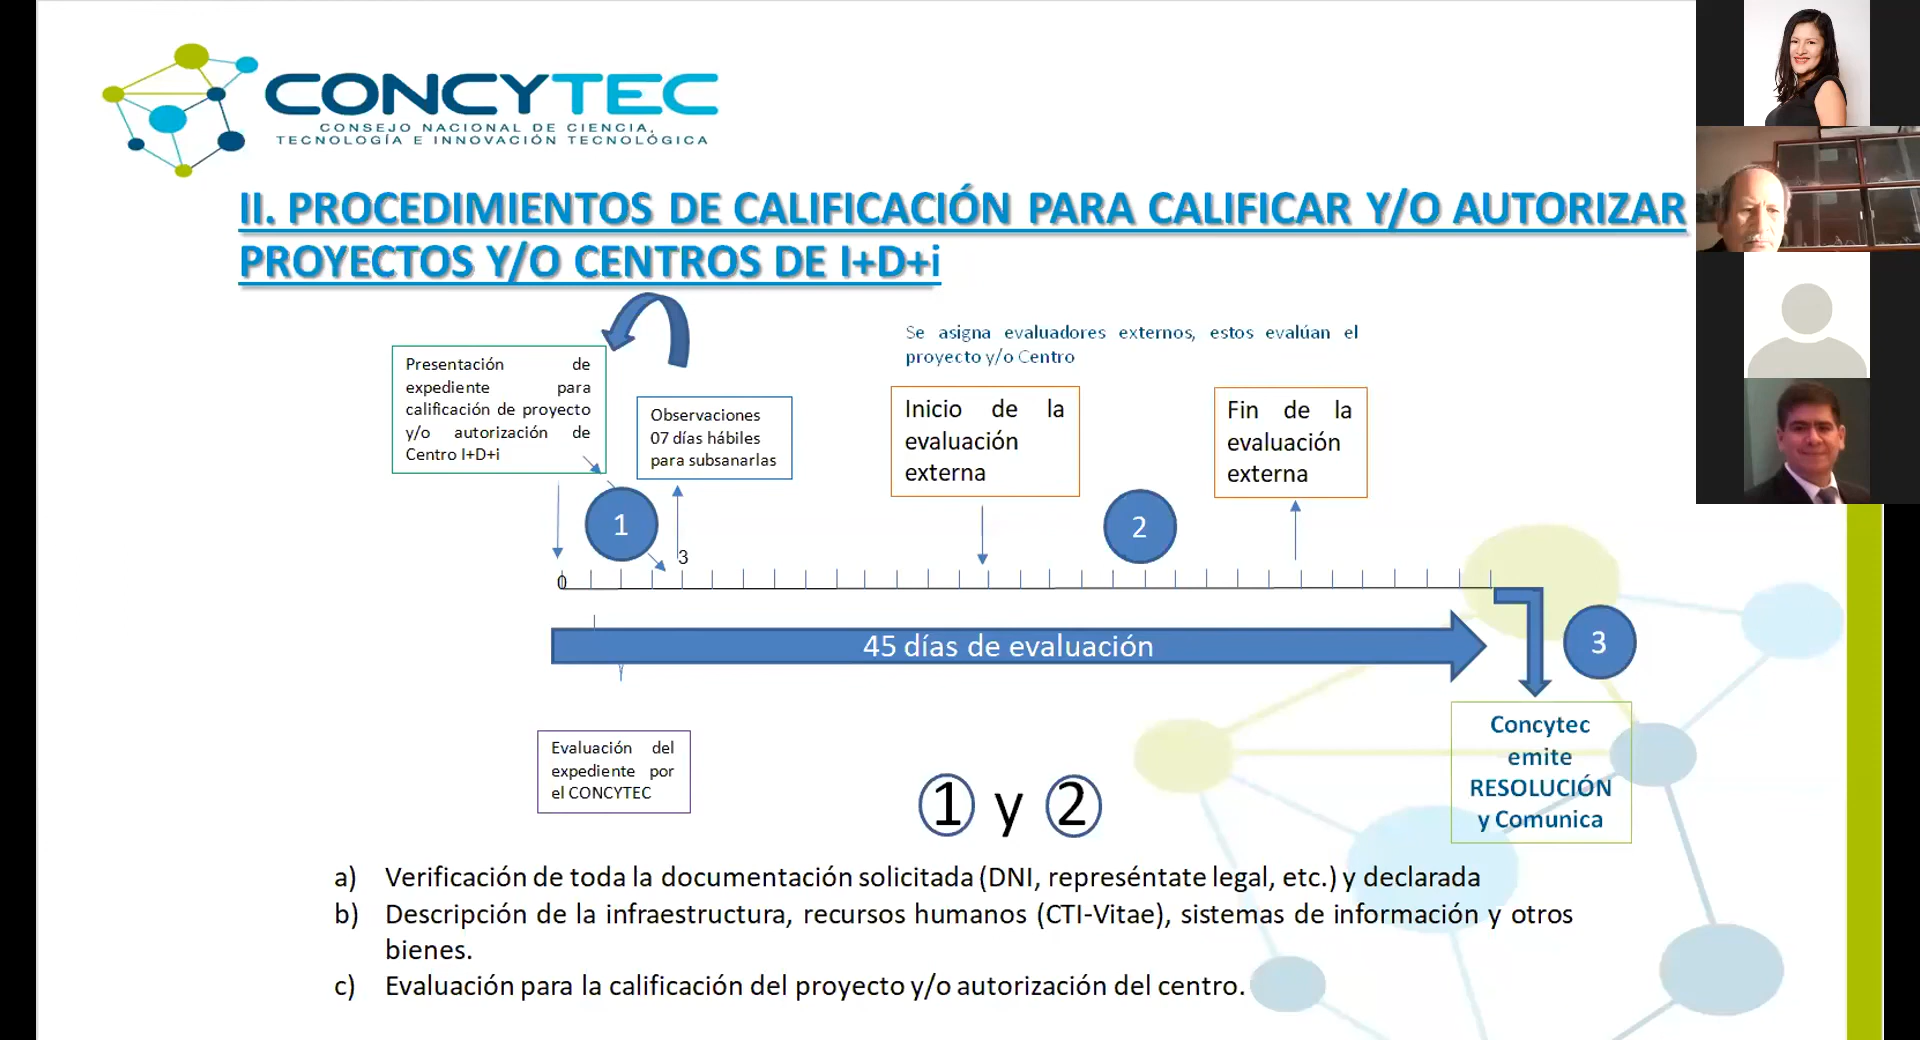 CONCYTEC
CONSEJO NACIONAL DE CIENCIA,
TECNOLOGÍA E INNOVACIÓN TECNOLÓGICA
II. PROCEDIMIENTOS DE CALIFICACIÓN PARA CALIFICAR Y/O AUTORIZAR
PROYECTOS Y/O CENTROS DE I+D+i
Presentación de
expediente para
calificación de proyecto
y/o autorización de
Centro I+D+i
Observaciones
07 días hábiles
para subsanarlas
Se asigna evaluadores externos, estos evalúan el
proyecto y/o Centro
Inicio de la
evaluación
externa
Fin de la
evaluación
externa
1
2
3
0
45 días de evaluación
3
Evaluación del
expediente por
el CONCYTEC
1 y 2
Concytec
emite
RESOLUCIÓN
y Comunica
a) Verificación de toda la documentación solicitada (DNI, represéntate legal, etc.) y declarada
b) Descripción de la infraestructura, recursos humanos (CTI-Vitae), sistemas de información y otros
bienes.
c) Evaluación para la calificación del proyecto y/o autorización del centro.